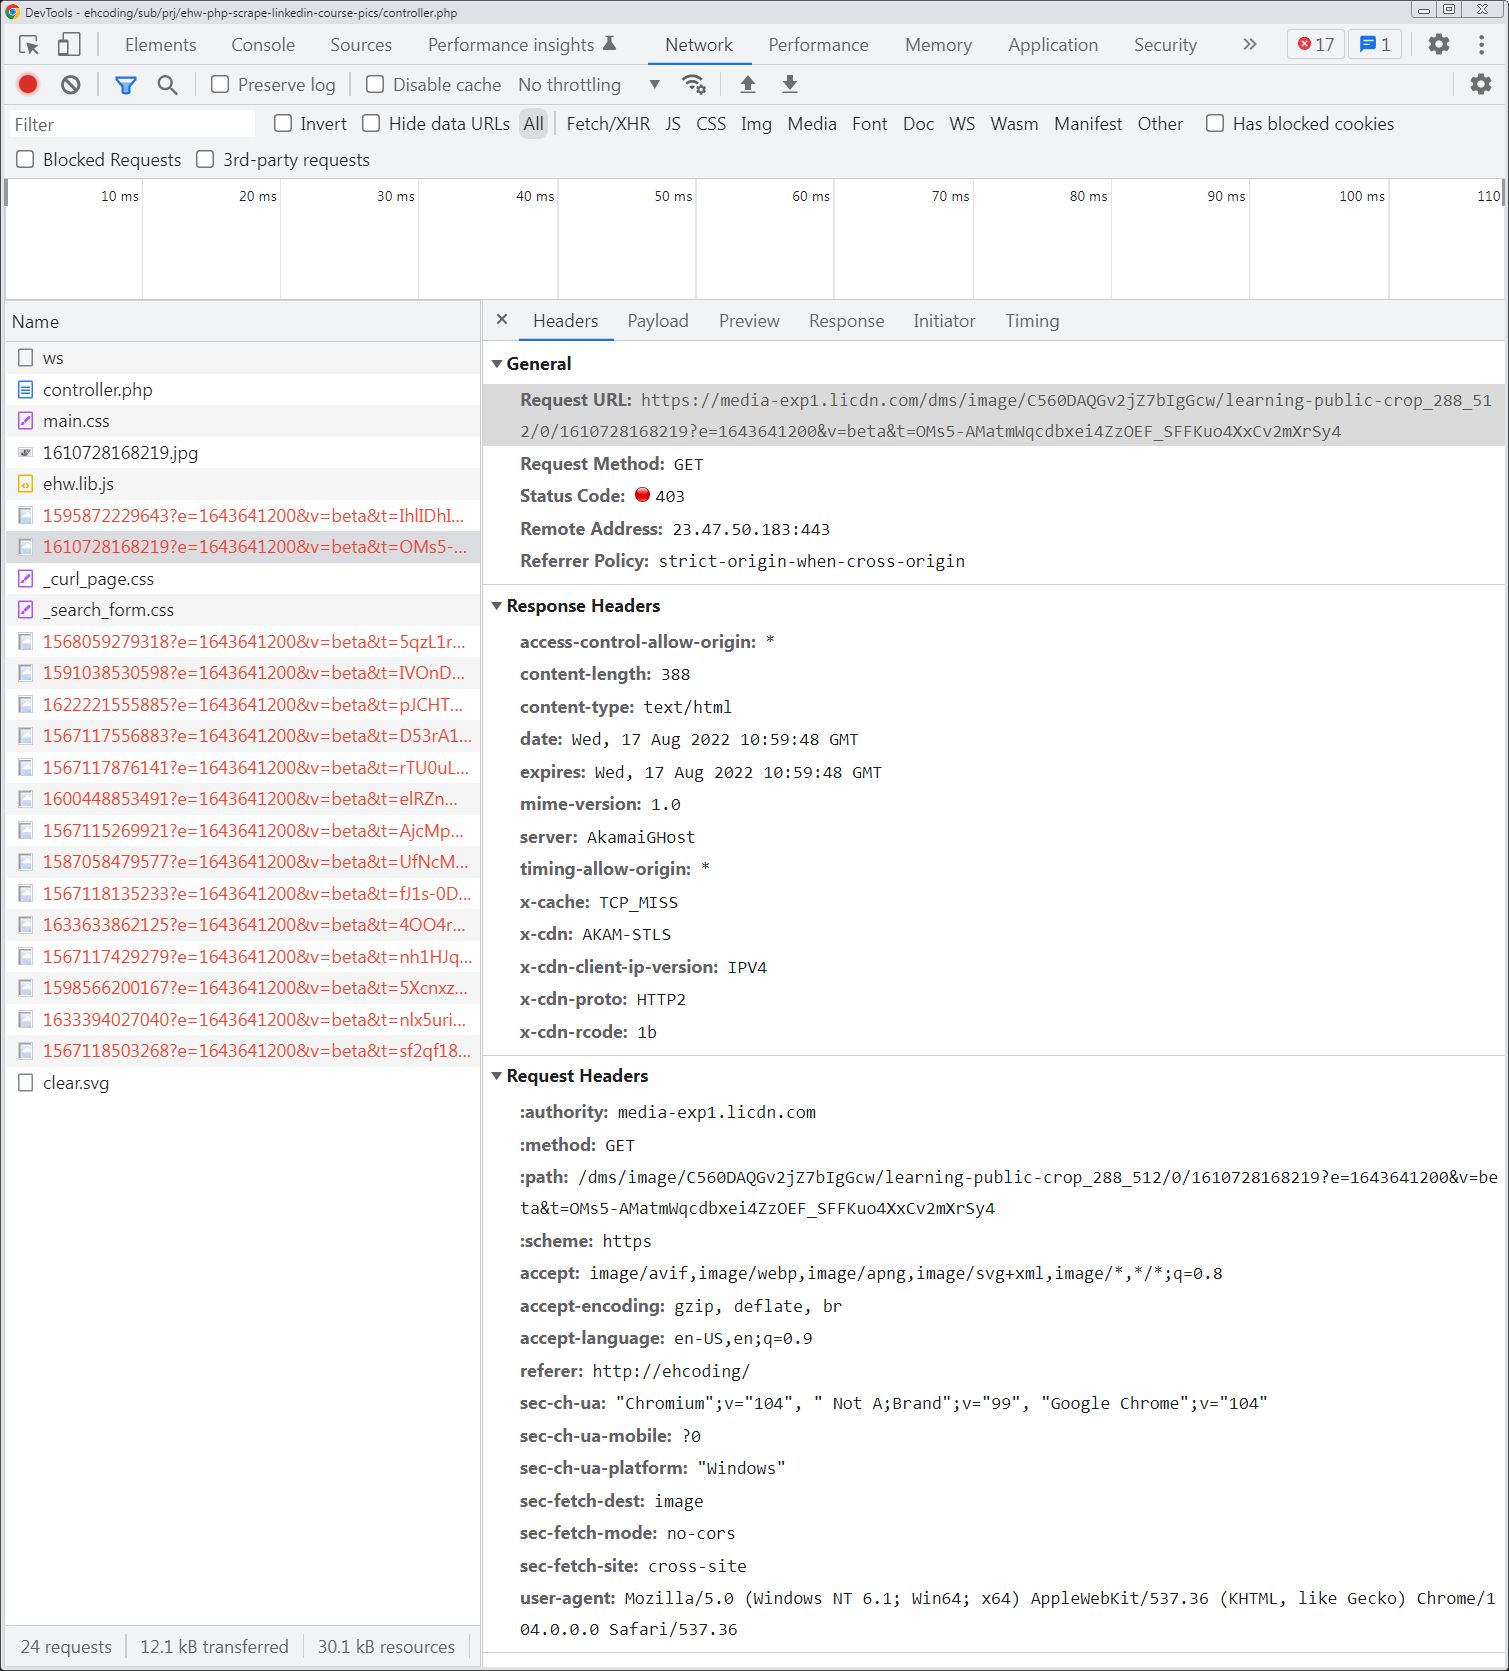 DevTools - ehcoding/sub/prj/ehw-php-scrape-linkedin-course-pics/controller.php
Elements Console Sources Performance insights Network Performance Memory Application Security 17 1
Preserve log Disable cache No throttling
Filter Invert Hide data URLs All Fetch/XHR JS CSS Img Media Font Doc WS Wasm Manifest Other Has blocked cookies
Blocked Requests 3rd-party requests
10 ms 20 ms 30 ms 40 ms 50 ms 60 ms 70 ms 80 ms 90 ms 100 ms 110
Name
ws
controller.php
main.css
1610728168219.jpg
ehw.lib.js
1595872229643?e=1643641200&v=beta&t=IhlIDhI...
1610728168219?e=1643641200&v=beta&t=OMs5-...
_curl_page.css
_search_form.css
1568059279318?e=1643641200&v=beta&t=5qzL1r...
1591038530598?e=1643641200&v=beta&t=IVOnD...
1622221555885?e=1643641200&v=beta&t=pJCHT...
1567117556883?e=1643641200&v=beta&t=D53rA1...
1567117876141?e=1643641200&v=beta&t=rTU0uL...
1600448853491?e=1643641200&v=beta&t=elRZn...
1567115269921?e=1643641200&v=beta&t=AjcMp...
1587058479577?e=1643641200&v=beta&t=UfNcM...
1567118135233?e=1643641200&v=beta&t=fJ1s-0D...
1633633862125?e=1643641200&v=beta&t=4OO4r...
1567117429279?e=1643641200&v=beta&t=nh1HJq...
1598566200167?e=1643641200&v=beta&t=5Xcnxz...
1633394027040?e=1643641200&v=beta&t=nlx5uri...
1567118503268?e=1643641200&v=beta&t=sf2qf18...
clear.svg
24 requests 12.1 kB transferred 30.1 kB resources
Headers Payload Preview Response Initiator Timing
General
Request URL: https://media-exp1.licdn.com/dms/image/C560DAQGv2jZ7bIgGcw/learning-public-crop_288_51
2/0/1610728168219?e=1643641200&v=beta&t=OMs5-AMatmWqcdbxei4ZzOEF_SFFKuo4XxCv2mXrSy4
Request Method: GET
Status Code: 403
Remote Address: 23.47.50.183:443
Referrer Policy: strict-origin-when-cross-origin
Response Headers
access-control-allow-origin: *
content-length: 388
content-type: text/html
date: Wed, 17 Aug 2022 10:59:48 GMT
expires: Wed, 17 Aug 2022 10:59:48 GMT
mime-version: 1.0
server: AkamaiGHost
timing-allow-origin: *
x-cache: TCP_MISS
x-cdn: AKAM-STLS
x-cdn-client-ip-version: IPV4
x-cdn-proto: HTTP2
x-cdn-rcode: 1b
Request Headers
:authority: media-exp1.licdn.com
:method: GET
:path: /dms/image/C560DAQGv2jZ7bIgGcw/learning-public-crop_288_512/0/1610728168219?e=1643641200&v=be
ta&t=OMs5-AMatmWqcdbxei4ZzOEF_SFFKuo4XxCv2mXrSy4
:scheme: https
accept: image/avif,image/webp,image/apng,image/svg+xml,image/*,*/*;q=0.8
accept-encoding: gzip, deflate, br
accept-language: en-US,en;q=0.9
referer: http://ehcoding/
sec-ch-ua: "Chromium";v="104", " Not A;Brand";v="99", "Google Chrome";v="104"
sec-ch-ua-mobile: ?0
sec-ch-ua-platform: "Windows"
sec-fetch-dest: image
sec-fetch-mode: no-cors
sec-fetch-site: cross-site
user-agent: Mozilla/5.0 (Windows NT 6.1; Win64; x64) AppleWebKit/537.36 (KHTML, like Gecko) Chrome/1
04.0.0.0 Safari/537.36